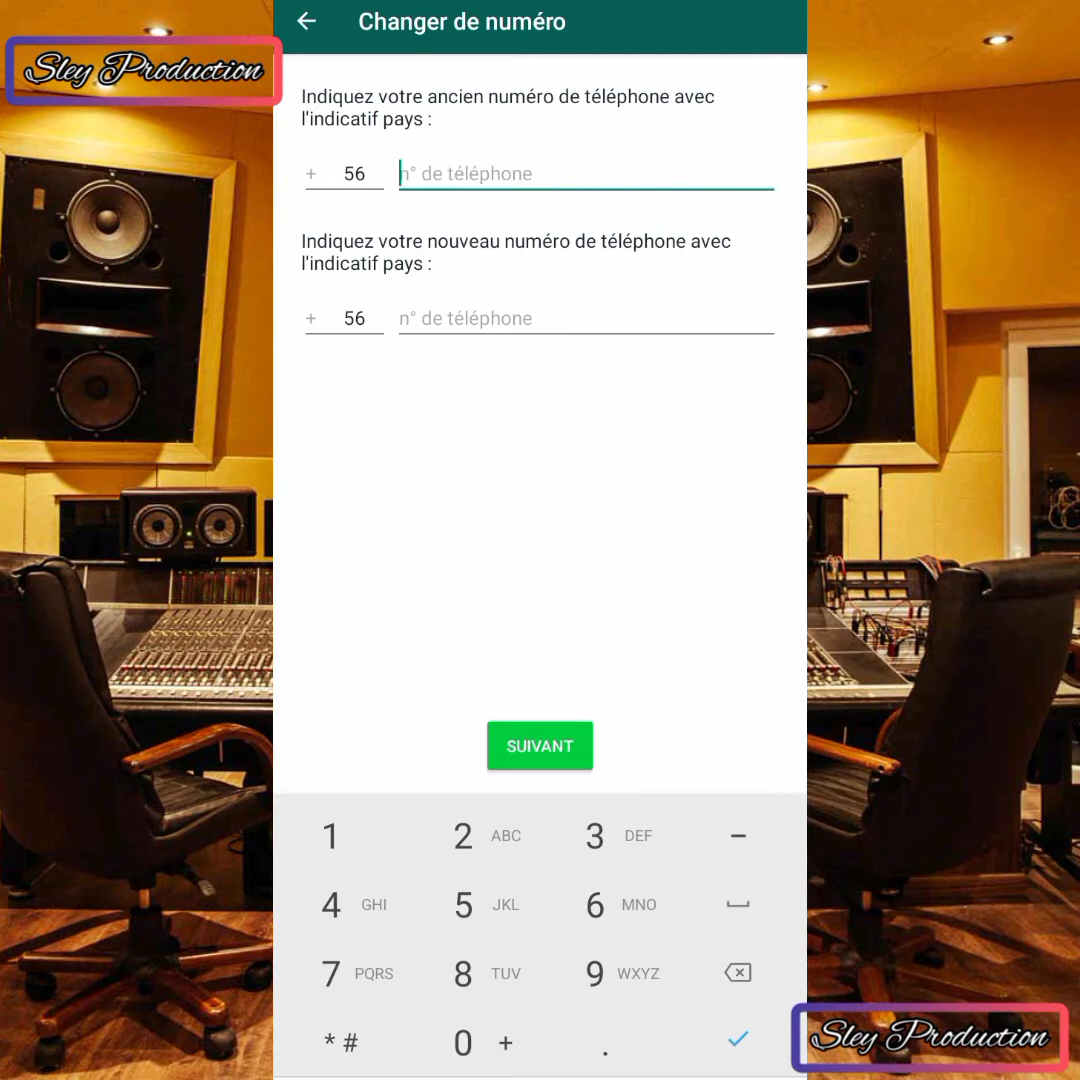 Changer de numéro
Sley Production
Indiquez votre ancien numéro de téléphone avec
l'indicatif pays :
+ 56 n° de téléphone
Indiquez votre nouveau numéro de téléphone avec
l'indicatif pays :
+ 56 n° de téléphone
SUIVANT
1 2 ABC 3 DEF –
4 GHI 5 JKL 6 MNO
7 PQRS 8 TUV 9 WXYZ
* # 0 + .
Sley Production